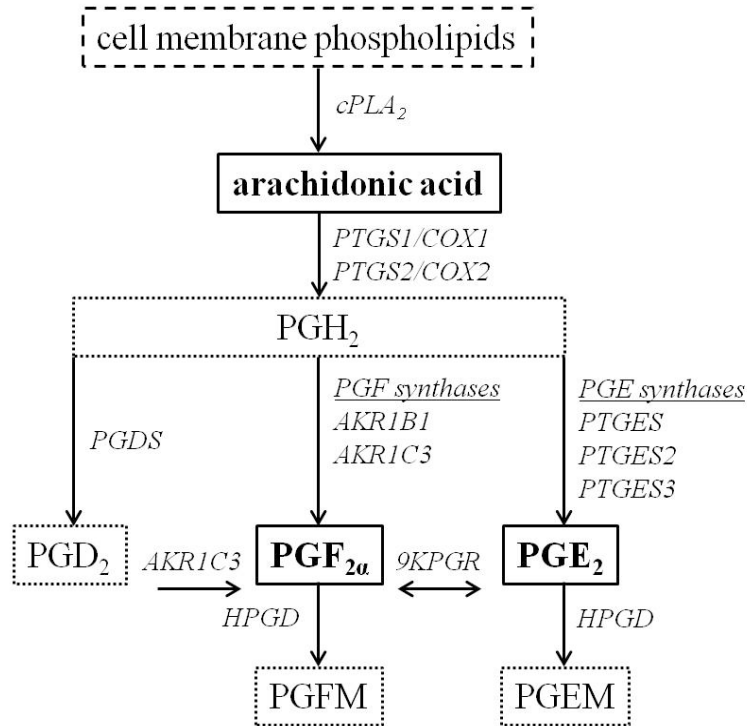 cell membrane phospholipids
cPLA₂
arachidonic acid
PTGS1/COX1
PTGS2/COX2
PGH₂
PGF synthases
AKR1B1
AKR1C3
PGE synthases
PTGES
PTGES2
PTGES3
PGDS
PGD₂
AKR1C3
PGF₂α
9KPGR
PGE₂
HPGD
HPGD
PGFM
PGEM